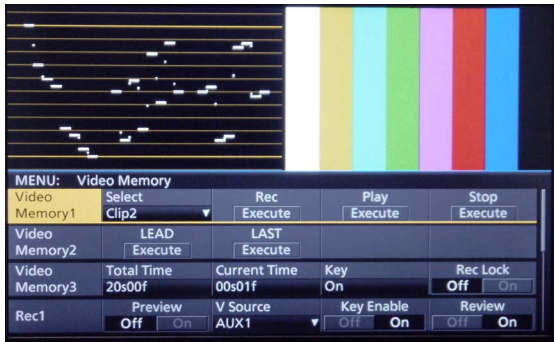 MENU: Video Memory
Video Memory1 Select Clip2 Rec Execute Play Execute Stop Execute
Video Memory2 LEAD Execute LAST Execute
Video Memory3 Total Time 20s00f Current Time 00s01f Key On Rec Lock Off On
Rec1 Preview Off On V Source AUX1 Key Enable Off On Review Off On